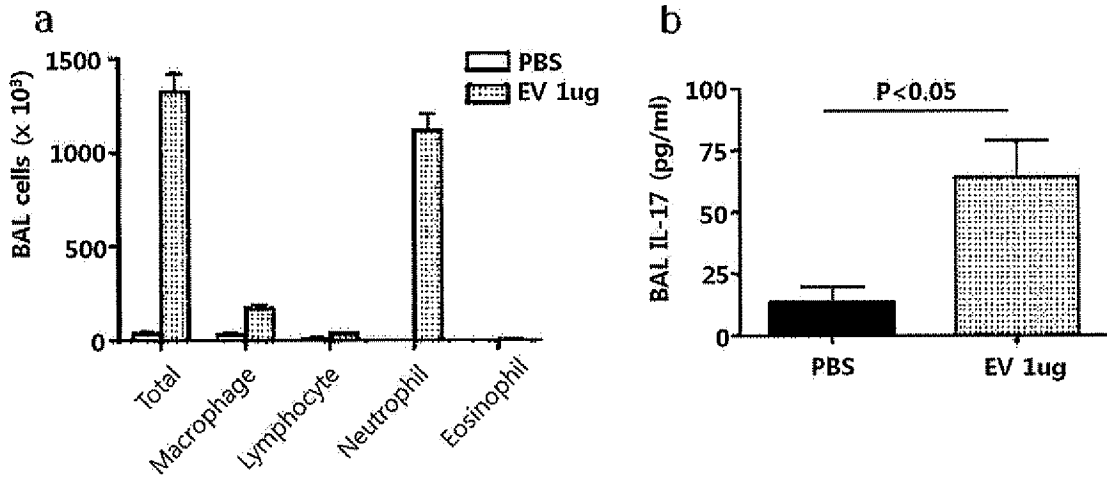 a
BAL cells (x 10³)
1500
1000
500
0
PBS
EV 1ug
Total
Macrophage
Lymphocyte
Neutrophil
Eosinophil
b
BAL IL-17 (pg/ml)
100
75
50
25
0
P<0.05
PBS
EV 1ug